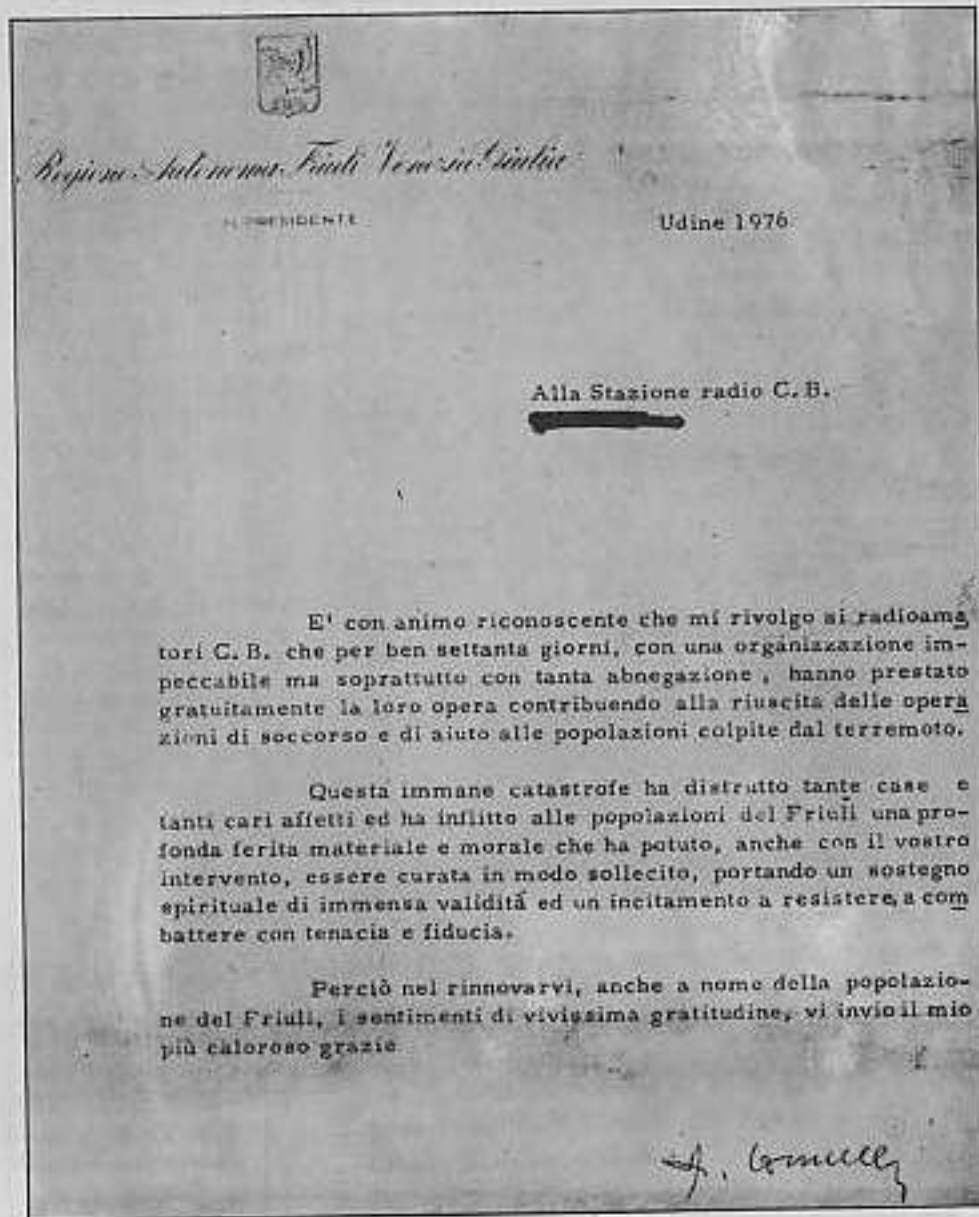 Regione Autonoma Friuli Venezia Giulia
IL PRESIDENTE
Udine 1976
Alla Stazione radio C.B.
E' con animo riconoscente che mi rivolgo ai radioama
tori C.B. che per ben settanta giorni, con una organizzazione im-
peccabile ma soprattutto con tanta abnegazione, hanno prestato
gratuitamente la loro opera contribuendo alla riuscita delle opera
zioni di soccorso e di aiuto alle popolazioni colpite dal terremoto.
Questa immane catastrofe ha distrutto tante case e
tanti cari affetti ed ha inflitto alle popolazioni del Friuli una pro-
fonda ferita materiale e morale che ha potuto, anche con il vostro
intervento, essere curata in modo sollecito, portando un sostegno
spirituale di immensa validità ed un incitamento a resistere, a com
battere con tenacia e fiducia.
Perciò nel rinnovarvi, anche a nome della popolazio-
ne del Friuli, i sentimenti di vivissima gratitudine, vi invio il mio
più caloroso grazie